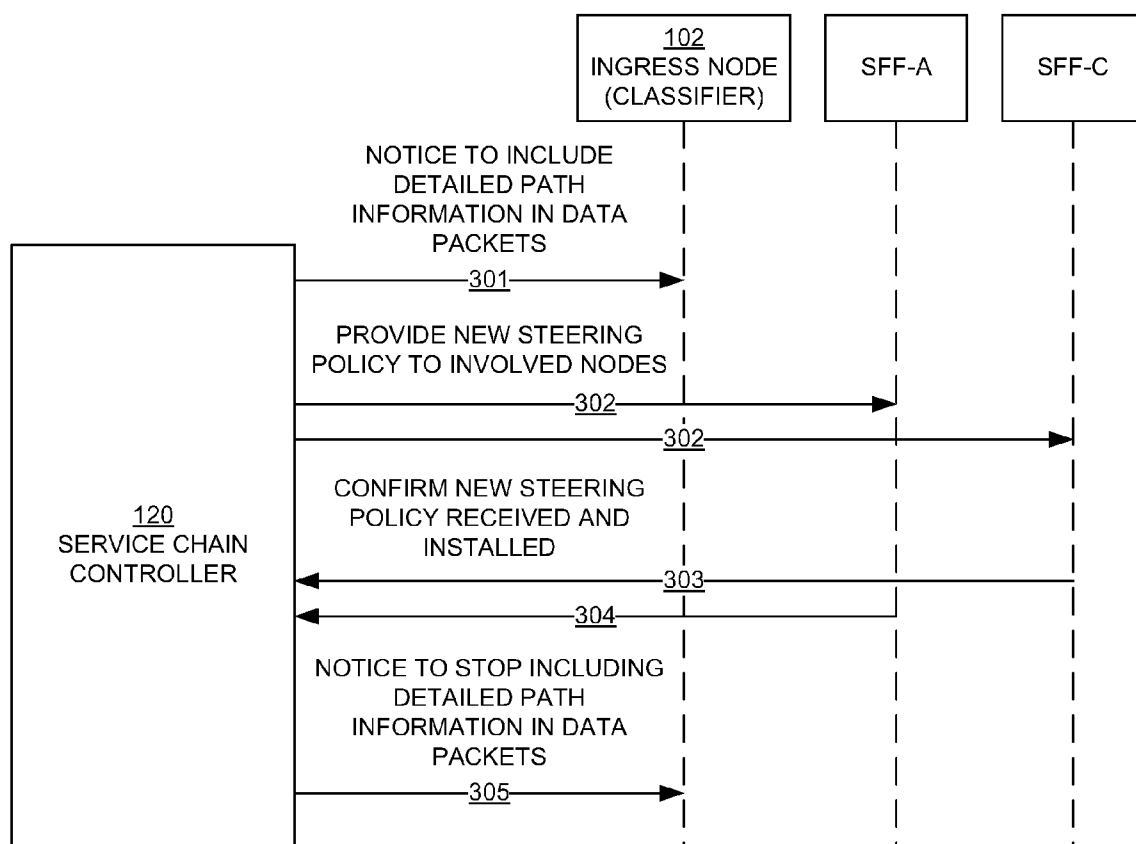 102
INGRESS NODE
(CLASSIFIER)
SFF-A
SFF-C
NOTICE TO INCLUDE
DETAILED PATH
INFORMATION IN DATA
PACKETS
301
PROVIDE NEW STEERING
POLICY TO INVOLVED NODES
302
302
CONFIRM NEW STEERING
POLICY RECEIVED AND
INSTALLED
120
SERVICE CHAIN
CONTROLLER
303
304
NOTICE TO STOP INCLUDING
DETAILED PATH
INFORMATION IN DATA
PACKETS
305